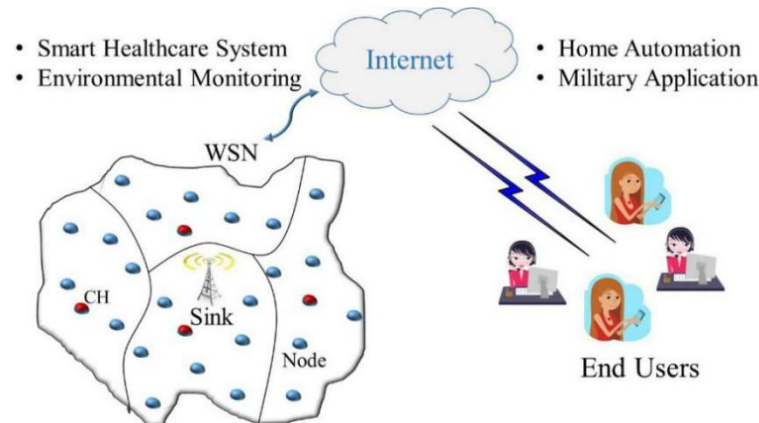 • Smart Healthcare System
• Environmental Monitoring
Internet
• Home Automation
• Military Application
WSN
CH
Sink
Node
End Users